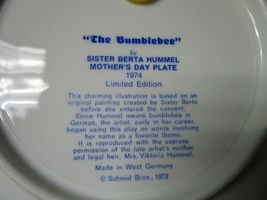 "The Bumblebee"
by
SISTER BERTA HUMMEL
MOTHER'S DAY PLATE
1974
Limited Edition
This charming illustration is based on an
original painting created by Sister Berta
before she entered the convent.
Since Hummel means bumblebee in
German, the artist, early in her career,
began using this play on words involving
her name as a favorite theme.
It is reproduced with the express
permission of the late artist's mother
and legal heir, Mrs. Viktoria Hummel.
Made in West Germany
© Schmid Bros., 1973